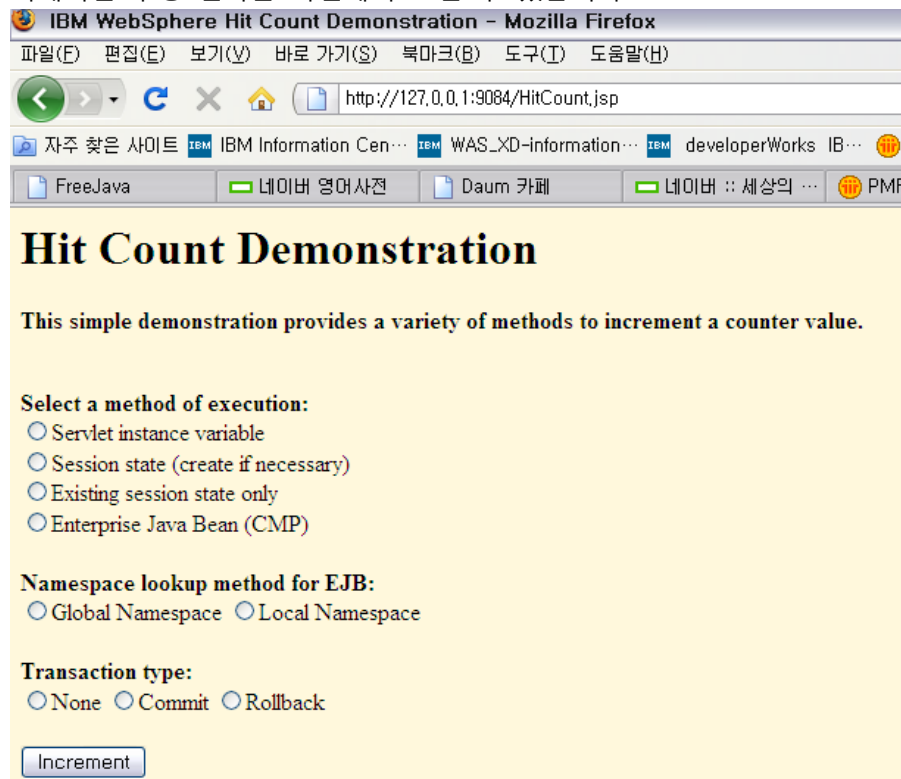 IBM WebSphere Hit Count Demonstration - Mozilla Firefox
파일(F) 편집(E) 보기(V) 바로 가기(S) 북마크(B) 도구(T) 도움말(H)
http://127.0.0.1:9084/HitCount.jsp
자주 찾은 사이트 IBM Information Cen… WAS_XD-information… developerWorks IB…
FreeJava 네이버 영어사전 Daum 카페 네이버 :: 세상의 … PMR
Hit Count Demonstration
This simple demonstration provides a variety of methods to increment a counter value.
Select a method of execution:
Servlet instance variable
Session state (create if necessary)
Existing session state only
Enterprise Java Bean (CMP)
Namespace lookup method for EJB:
Global Namespace Local Namespace
Transaction type:
None Commit Rollback
Increment